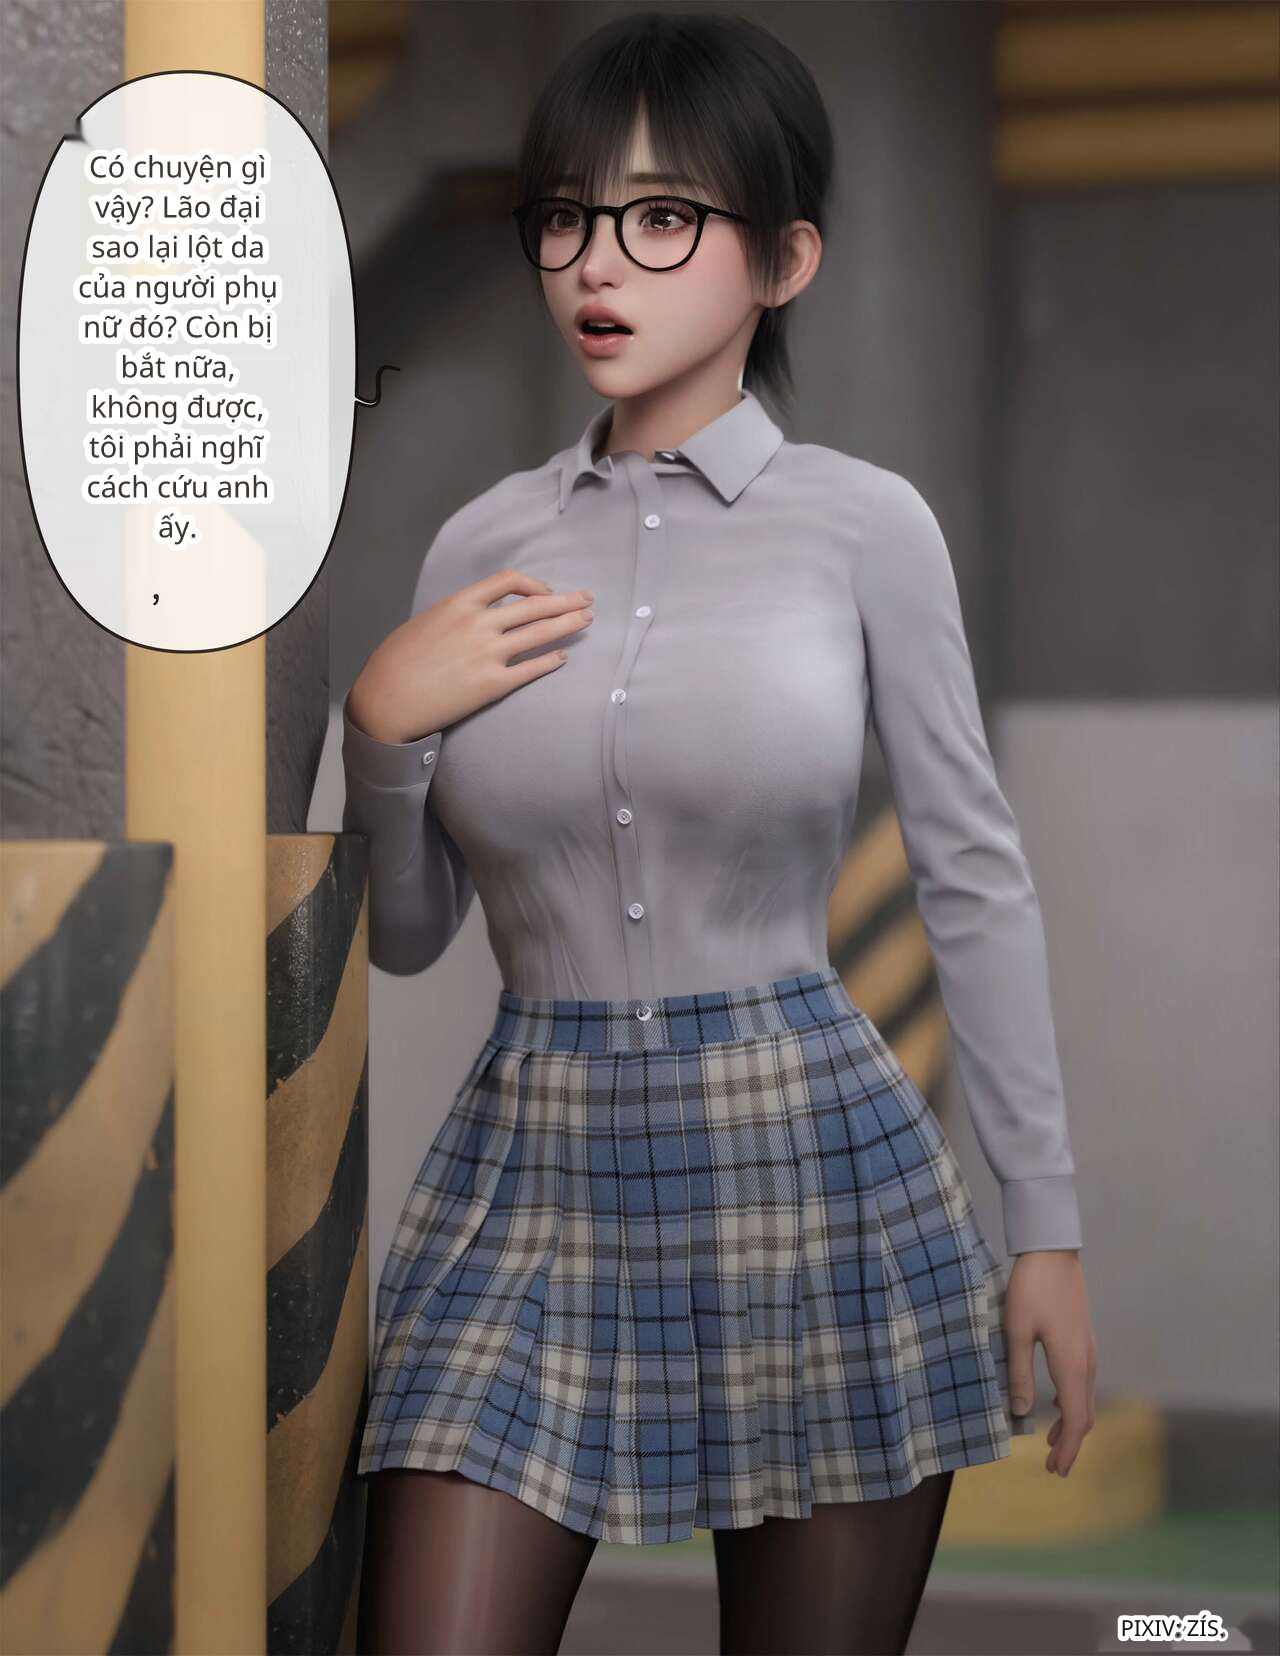 Có chuyện gì
vậy? Lão đại
sao lại lột da
của người phụ
nữ đó? Còn bị
bắt nữa,
không được,
tôi phải nghĩ
cách cứu anh
ấy.
,
PIXIV: ZÍS.